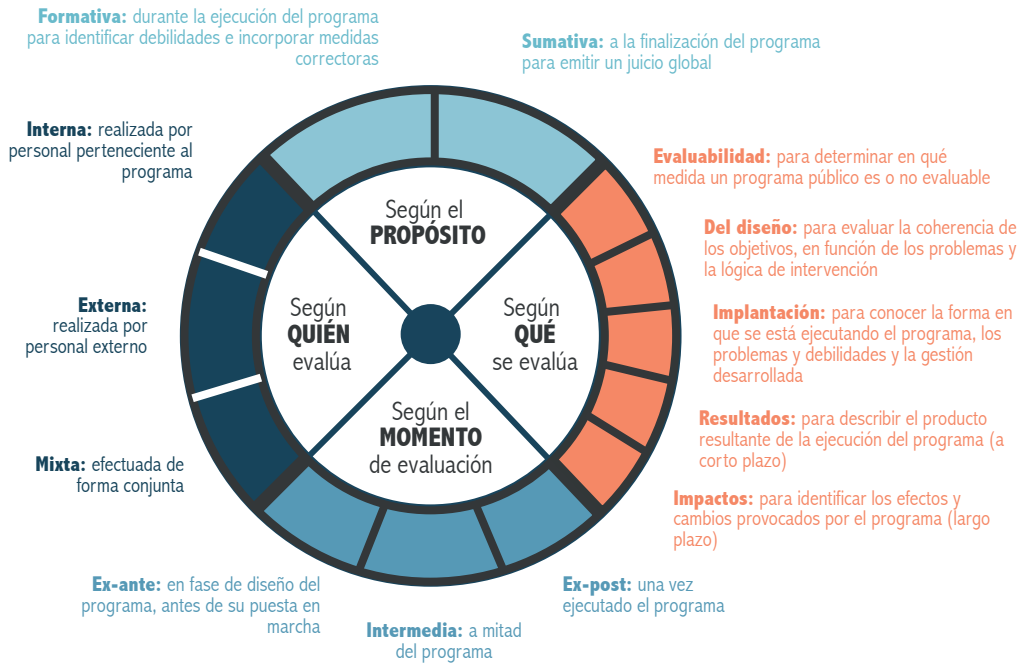 Formativa: durante la ejecución del programa
para identificar debilidades e incorporar medidas
correctoras
Sumativa: a la finalización del programa
para emitir un juicio global
Interna: realizada por
personal perteneciente al
programa
Externa:
realizada por
personal externo
Mixta: efectuada de
forma conjunta
Según el
PROPÓSITO
Según
QUIÉN
evalúa
Según
QUÉ
se evalúa
Según el
MOMENTO
de evaluación
Evaluabilidad: para determinar en qué
medida un programa público es o no evaluable
Del diseño: para evaluar la coherencia de
los objetivos, en función de los problemas y
la lógica de intervención
Implantación: para conocer la forma en
que se está ejecutando el programa, los
problemas y debilidades y la gestión
desarrollada
Resultados: para describir el producto
resultante de la ejecución del programa (a
corto plazo)
Impactos: para identificar los efectos y
cambios provocados por el programa (largo
plazo)
Ex-ante: en fase de diseño del
programa, antes de su puesta en
marcha
Intermedia: a mitad
del programa
Ex-post: una vez
ejecutado el programa